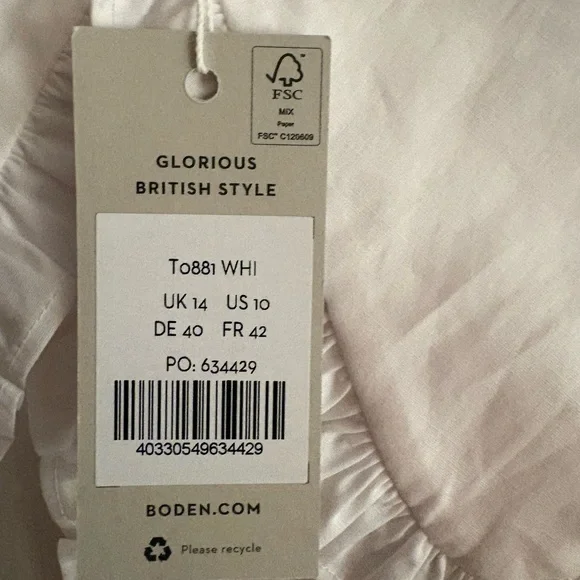 FSC
MIX
Paper
FSC™ C120609
GLORIOUS
BRITISH STYLE
T0881 WHI
UK 14 US 10
DE 40 FR 42
PO: 634429
40330549634429
BODEN.COM
Please recycle